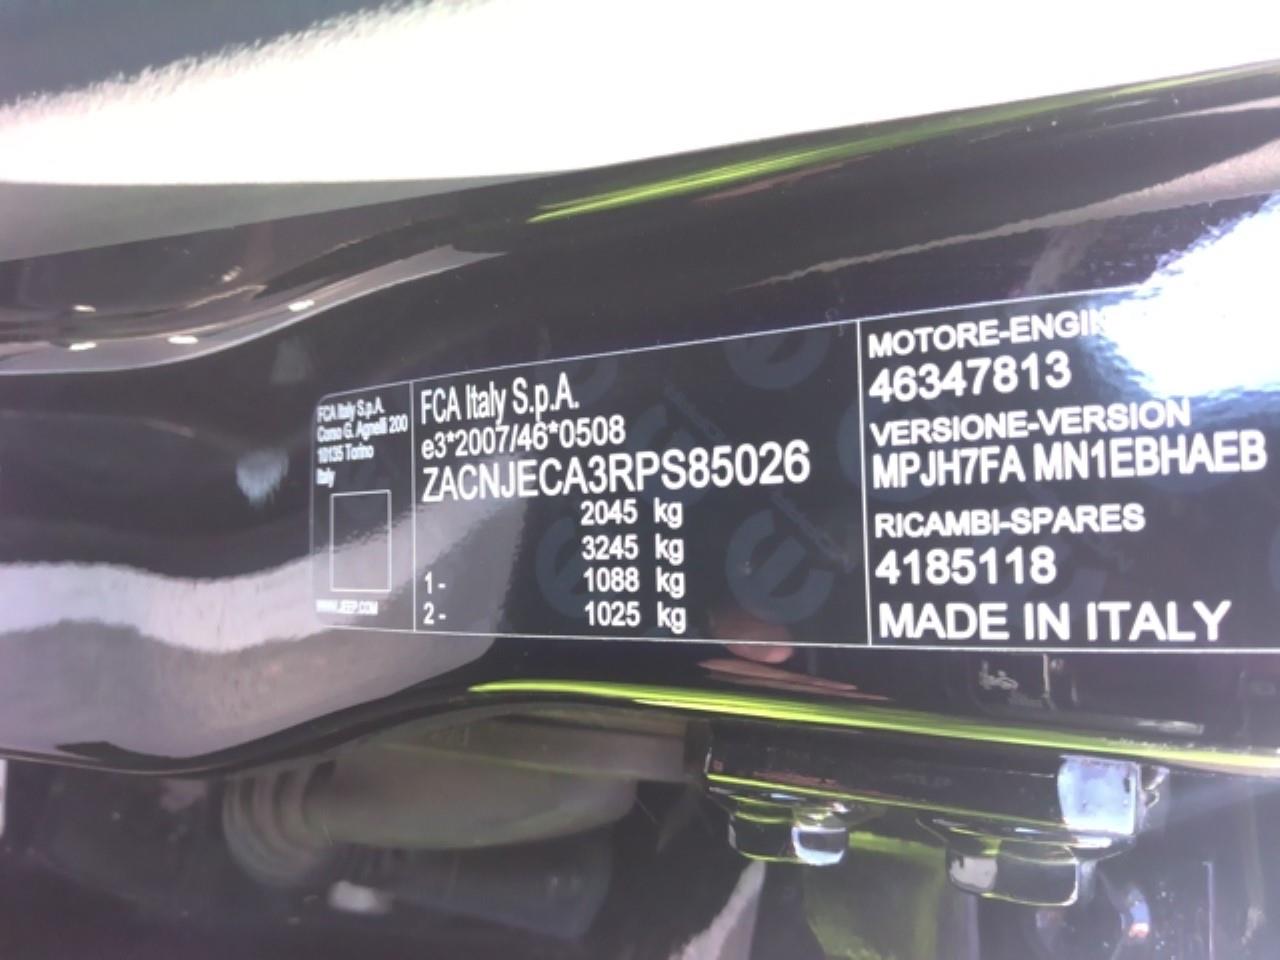 FCA Italy S.p.A.
Corso G. Agnelli 200
10135 Torino
Italy
WWW.JEEP.COM
FCA Italy S.p.A.
e3*2007/46*0508
ZACNJECA3RPS85026
2045 kg
3245 kg
1- 1088 kg
2- 1025 kg
MOTORE-ENGIN
46347813
VERSIONE-VERSION
MPJH7FA MN1EBHAEB
RICAMBI-SPARES
4185118
MADE IN ITALY